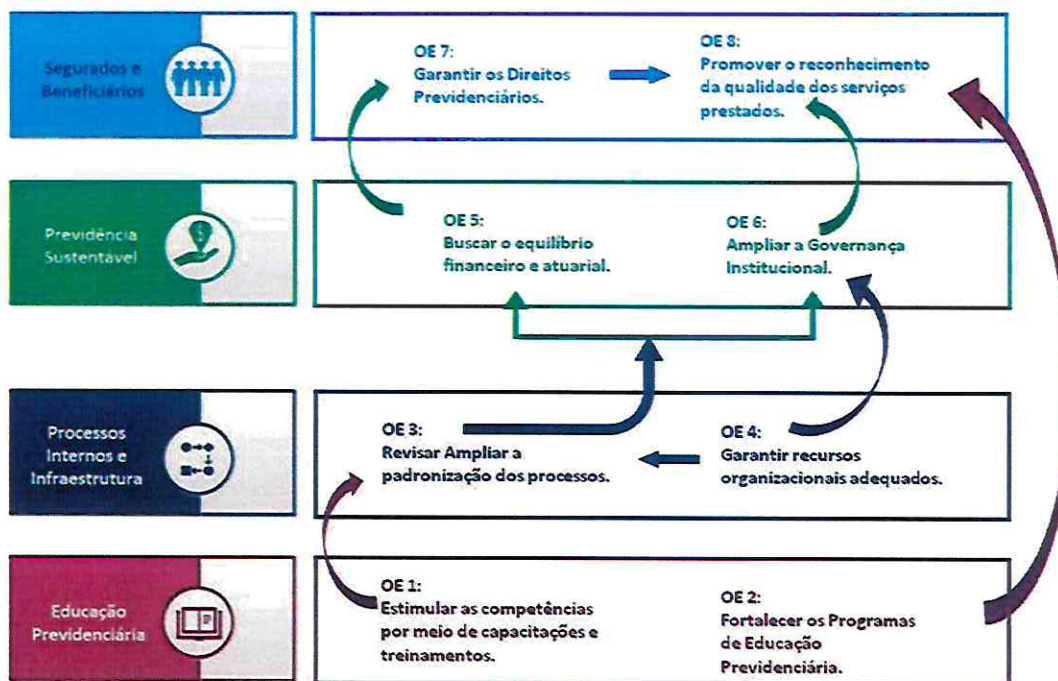 Segurados e
Beneficiários
OE 7:
Garantir os Direitos
Previdenciários.
OE 8:
Promover o reconhecimento
da qualidade dos serviços
prestados.
Previdência
Sustentável
OE 5:
Buscar o equilíbrio
financeiro e atuarial.
OE 6:
Ampliar a Governança
Institucional.
Processos
Internos e
Infraestrutura
OE 3:
Revisar Ampliar a
padronização dos processos.
OE 4:
Garantir recursos
organizacionais adequados.
Educação
Previdenciária
OE 1:
Estimular as competências
por meio de capacitações e
treinamentos.
OE 2:
Fortalecer os Programas
de Educação
Previdenciária.